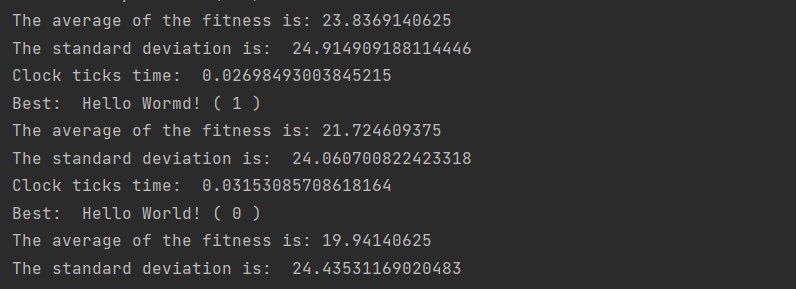 The average of the fitness is: 23.8369140625
The standard deviation is:  24.914909188114446
Clock ticks time:  0.02698493003845215
Best:  Hello Wormd! ( 1 )
The average of the fitness is: 21.724609375
The standard deviation is:  24.060700822423318
Clock ticks time:  0.03153085708618164
Best:  Hello World! ( 0 )
The average of the fitness is: 19.94140625
The standard deviation is:  24.43531169020483